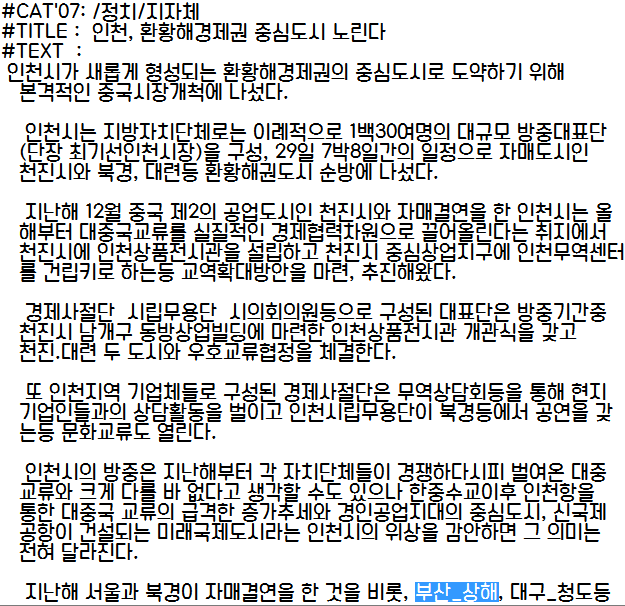 #CAT'07: /정치/지자체
#TITLE : 인천, 환황해경제권 중심도시 노린다
#TEXT :
인천시가 새롭게 형성되는 환황해경제권의 중심도시로 도약하기 위해
본격적인 중국시장개척에 나섰다.
인천시는 지방자치단체로는 이례적으로 1백30여명의 대규모 방중대표단
(단장 최기선인천시장)을 구성, 29일 7박8일간의 일정으로 자매도시인
천진시와 북경, 대련등 환황해권도시 순방에 나섰다.
지난해 12월 중국 제2의 공업도시인 천진시와 자매결연을 한 인천시는 올
해부터 대중국교류를 실질적인 경제협력차원으로 끌어올린다는 취지에서
천진시에 인천상품전시관을 설립하고 천진시 중심상업지구에 인천무역센터
를 건립키로 하는등 교역확대방안을 마련, 추진해왔다.
경제사절단_시립무용단_시의회의원등으로 구성된 대표단은 방중기간중
천진시 남개구 동방상업빌딩에 마련한 인천상품전시관 개관식을 갖고
천진.대련 두 도시와 우호교류협정을 체결한다.
또 인천지역 기업체들로 구성된 경제사절단은 무역상담회등을 통해 현지
기업인들과의 상담활동을 벌이고 인천시립무용단이 북경등에서 공연을 갖
는등 문화교류도 열린다.
인천시의 방중은 지난해부터 각 자치단체들이 경쟁하다시피 벌여온 대중
교류와 크게 다를 바 없다고 생각할 수도 있으나 한중수교이후 인천항을
통한 대중국 교류의 급격한 증가추세와 경인공업지대의 중심도시, 신국제
공항이 건설되는 미래국제도시라는 인천시의 위상을 감안하면 그 의미는
전혀 달라진다.
지난해 서울과 북경이 자매결연을 한 것을 비롯, 부산_상해, 대구_청도등